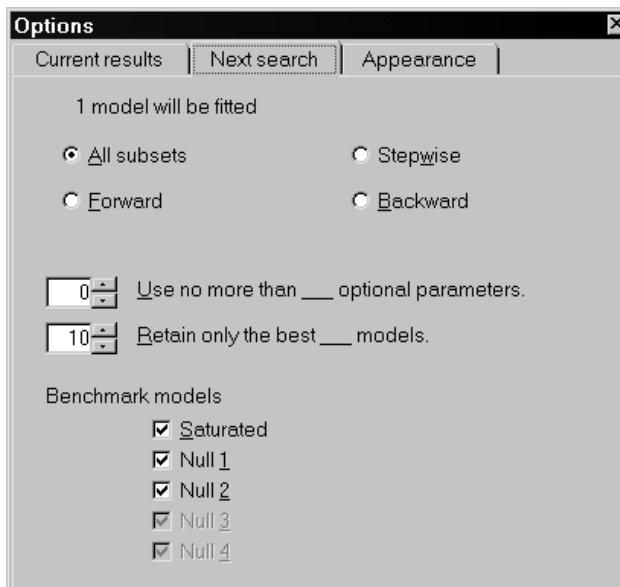 Options
Current results Next search Appearance
1 model will be fitted
All subsets Stepwise
Forward Backward
0 Use no more than ___ optional parameters.
10 Retain only the best ___ models.
Benchmark models
Saturated
Null 1
Null 2
Null 3
Null 4